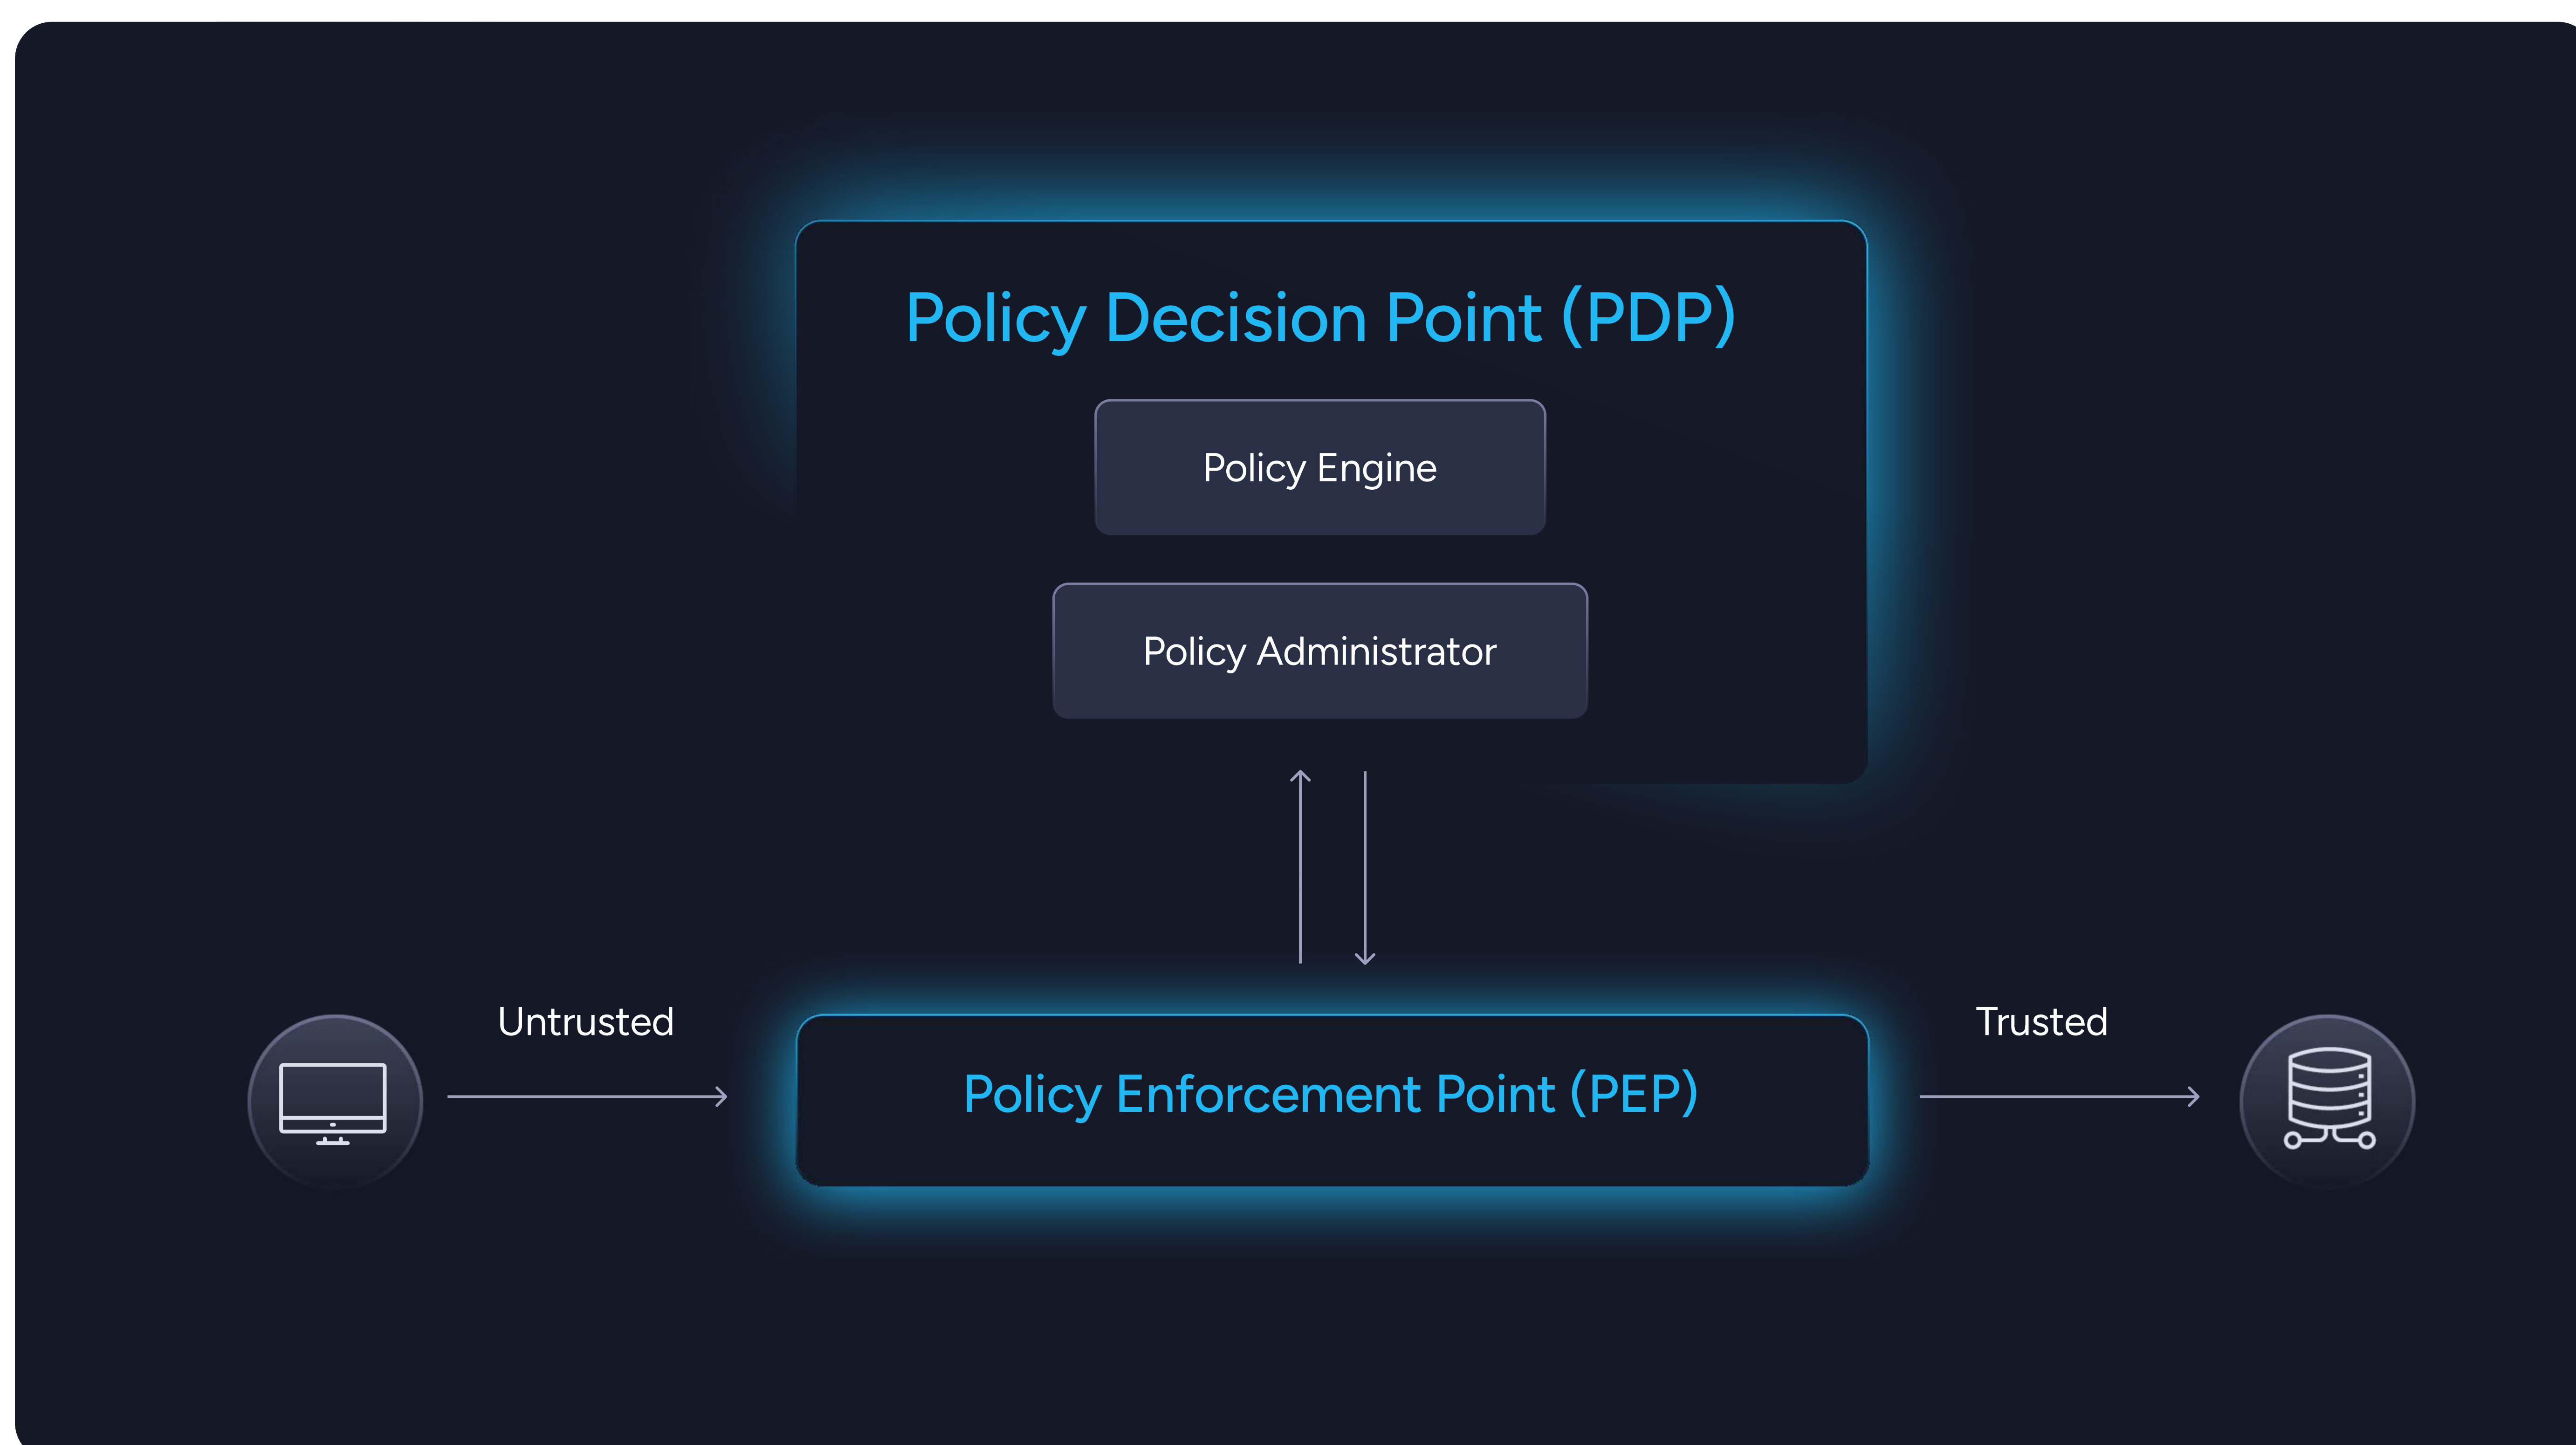 Policy Decision Point (PDP)
Policy Engine
Policy Administrator
Untrusted
Policy Enforcement Point (PEP)
Trusted